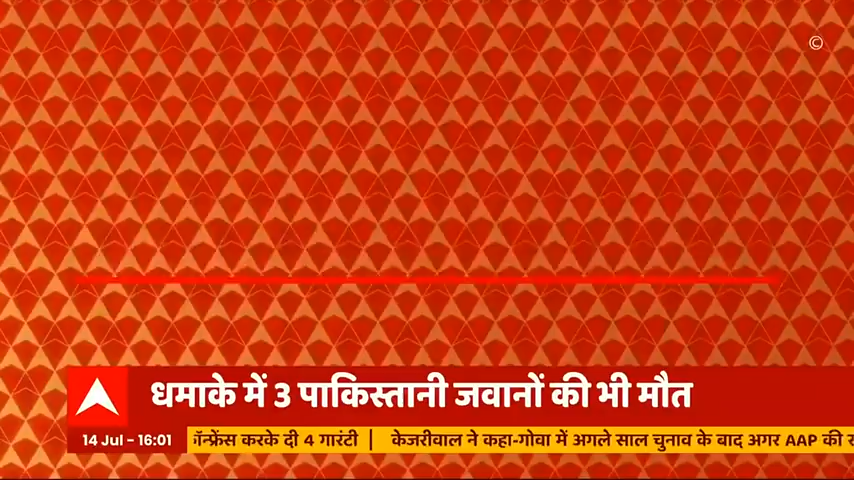 ©
धमाके में 3 पाकिस्तानी जवानों की भी मौत
14 Jul - 16:01
कॉन्फ्रेंस करके दी 4 गारंटी | केजरीवाल ने कहा-गोवा में अगले साल चुनाव के बाद अगर AAP की